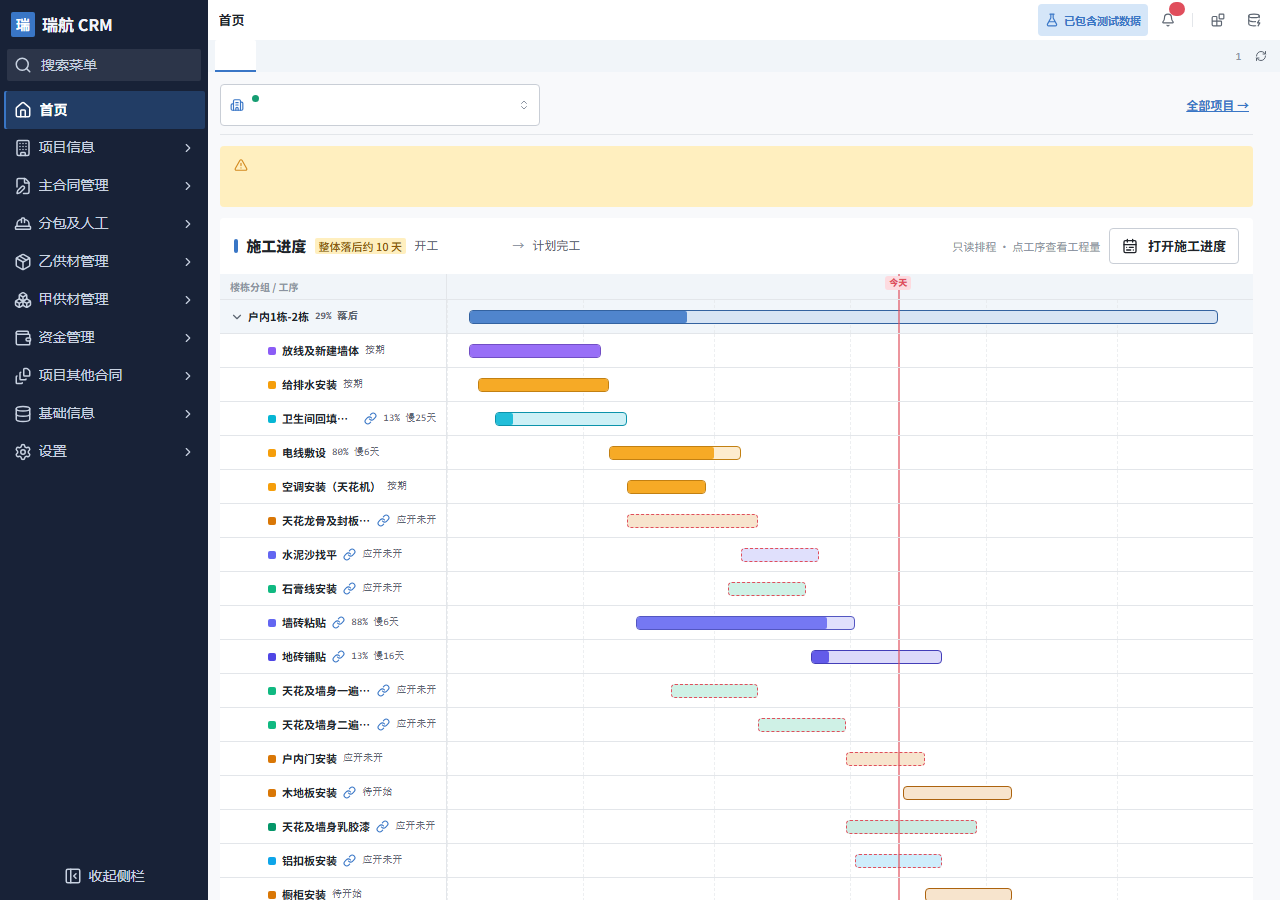 瑞 瑞航 CRM
搜索菜单
首页
项目信息
主合同管理
分包及人工
乙供材管理
甲供材管理
资金管理
项目其他合同
基础信息
设置
收起侧栏
首页
已包含测试数据
1
全部项目→
施工进度 整体落后约 10 天 开工 → 计划完工
只读排程 · 点工序查看工程量
打开施工进度
楼栋分组 / 工序
今天
户内1栋-2栋 29% 落后
放线及新建墙体 按期
给排水安装 按期
卫生间回填… 13% 慢25天
电线敷设 80% 慢6天
空调安装（天花机） 按期
天花龙骨及封板… 应开未开
水泥沙找平 应开未开
石膏线安装 应开未开
墙砖粘贴 88% 慢6天
地砖铺贴 13% 慢16天
天花及墙身一遍… 应开未开
天花及墙身二遍… 应开未开
户内门安装 应开未开
木地板安装 待开始
天花及墙身乳胶漆 应开未开
铝扣板安装 应开未开
橱柜安装 待开始